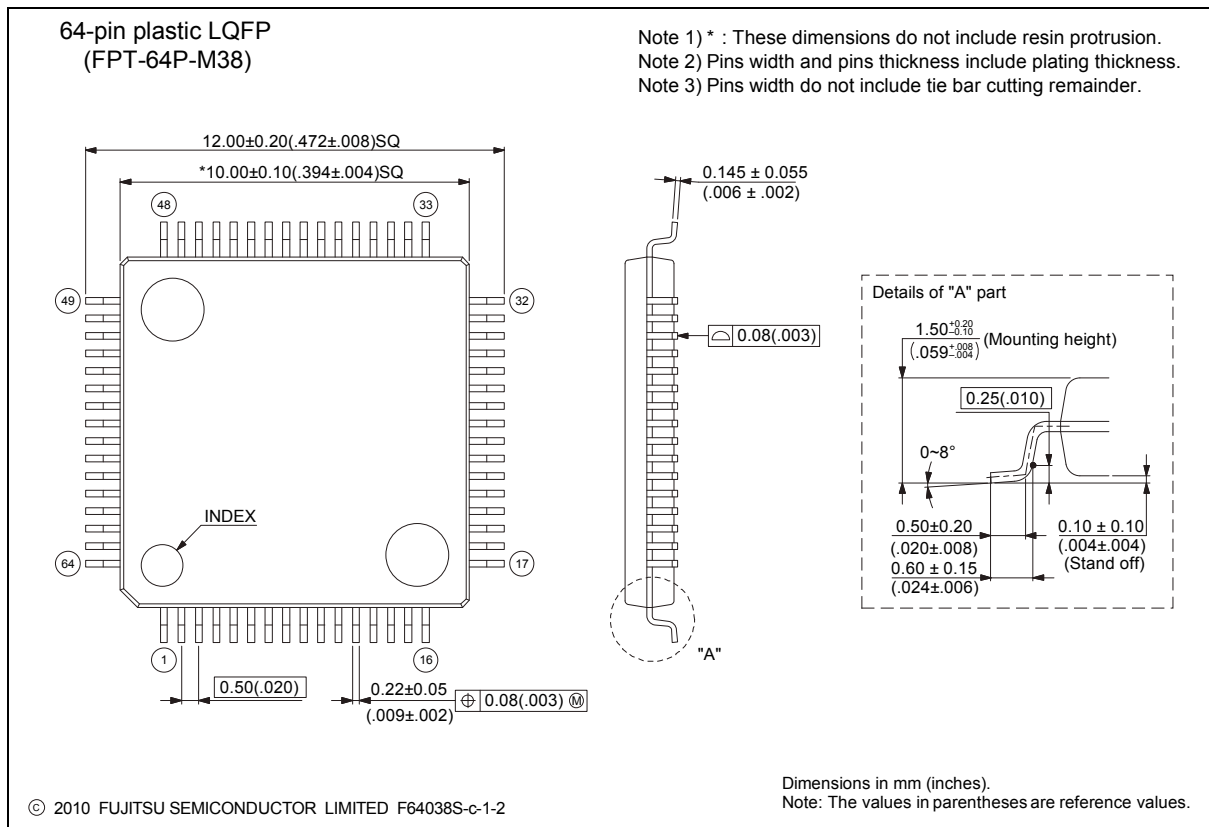 64-pin plastic LQFP
(FPT-64P-M38)
Note 1) * : These dimensions do not include resin protrusion.
Note 2) Pins width and pins thickness include plating thickness.
Note 3) Pins width do not include tie bar cutting remainder.
12.00±0.20(.472±.008)SQ
*10.00±0.10(.394±.004)SQ
48
33
49
32
INDEX
64
17
1
16
0.50(.020)
0.22±0.05
(.009±.002)
⌖ 0.08(.003) Ⓜ
0.145 ± 0.055
(.006 ± .002)
⌓ 0.08(.003)
"A"
Details of "A" part
1.50 +0.20 -0.10
(.059 +.008 -.004)
(Mounting height)
0.25(.010)
0~8°
0.50±0.20
(.020±.008)
0.60 ± 0.15
(.024±.006)
0.10 ± 0.10
(.004±.004)
(Stand off)
© 2010 FUJITSU SEMICONDUCTOR LIMITED F64038S-c-1-2
Dimensions in mm (inches).
Note: The values in parentheses are reference values.